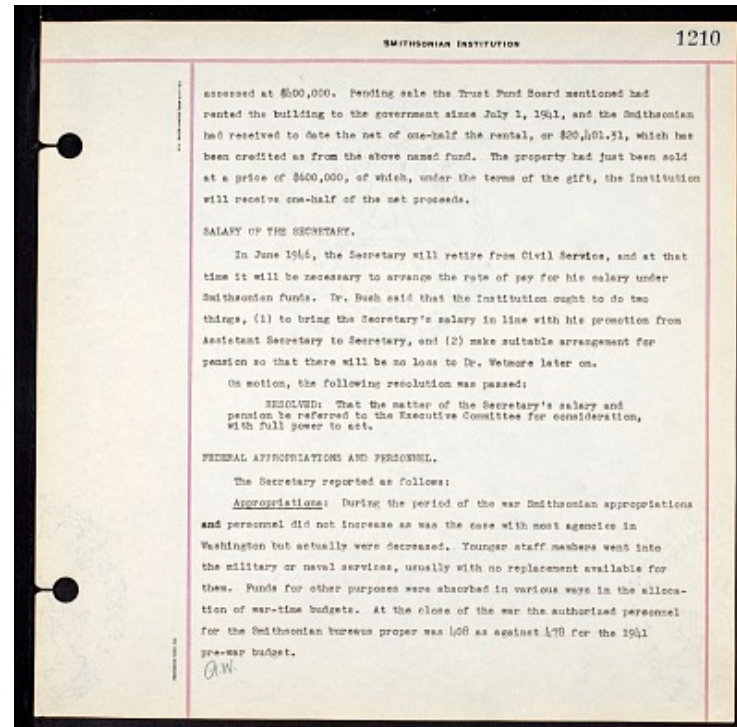 SMITHSONIAN INSTITUTION
1210
assessed at $600,000. Pending sale the Trust Fund Board mentioned had
rented the building to the government since July 1, 1941, and the Smithsonian
had received to date the net of one-half the rental, or $20,401.31, which has
been credited as from the above named fund. The property had just been sold
at a price of $600,000, of which, under the terms of the gift, the Institution
will receive one-half of the net proceeds.
SALARY OF THE SECRETARY.
In June 1946, the Secretary will retire from Civil Service, and at that
time it will be necessary to arrange the rate of pay for his salary under
Smithsonian funds. Dr. Bush said that the Institution ought to do two
things, (1) to bring the Secretary's salary in line with his promotion from
Assistant Secretary to Secretary, and (2) make suitable arrangement for
pension so that there will be no loss to Dr. Wetmore later on.
On motion, the following resolution was passed:
RESOLVED: That the matter of the Secretary's salary and
pension be referred to the Executive Committee for consideration,
with full power to act.
FEDERAL APPROPRIATIONS AND PERSONNEL.
The Secretary reported as follows:
Appropriations: During the period of the war Smithsonian appropriations
and personnel did not increase as was the case with most agencies in
Washington but actually were decreased. Younger staff members went into
the military or naval services, usually with no replacement available for
them. Funds for other purposes were absorbed in various ways in the alloca-
tion of war-time budgets. At the close of the war the authorized personnel
for the Smithsonian bureaus proper was 408 as against 478 for the 1941
pre-war budget.
A.W.